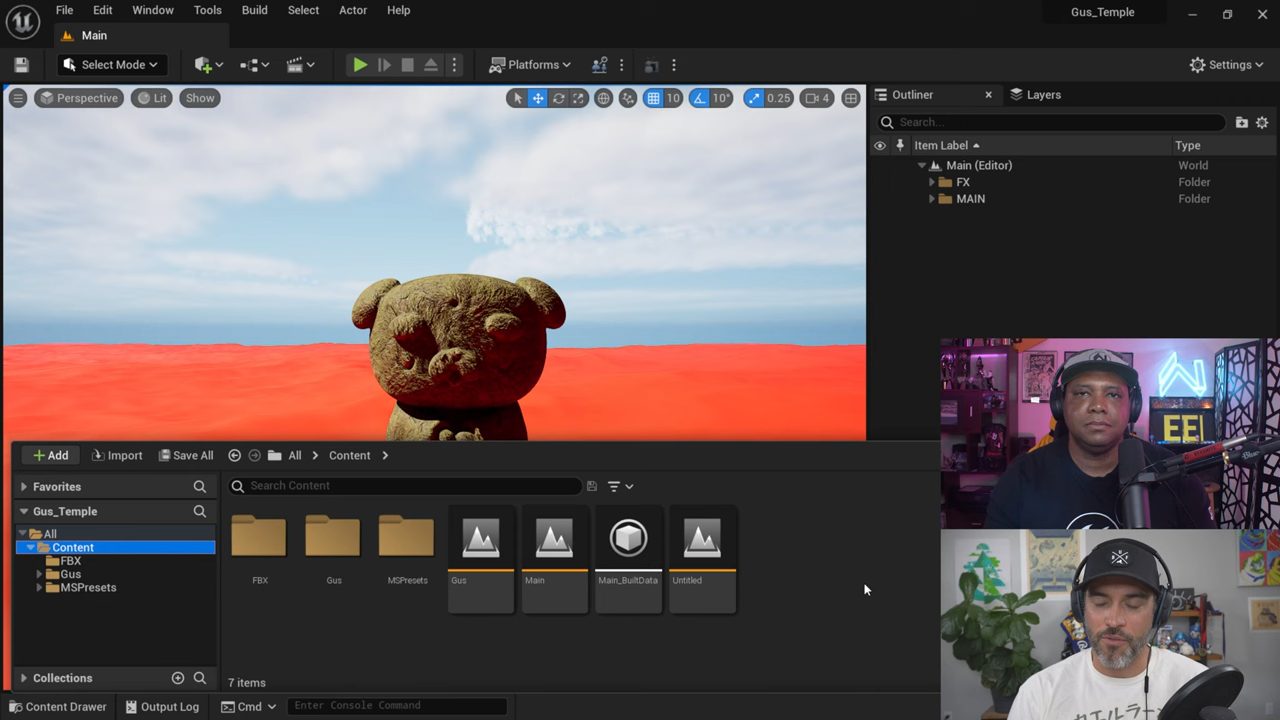 File Edit Window Tools Build Select Actor Help
Gus_Temple
Main
Select Mode
Platforms
Settings
Perspective
Lit
Show
10
10°
0.25
4
Outliner
Layers
Search...
Item Label
Type
Main (Editor)
World
FX
Folder
MAIN
Folder
EEI
Add
Import
Save All
All
Content
Favorites
Search Content
Gus_Temple
All
Content
FBX
Gus
MSPresets
FBX
Gus
MSPresets
Gus
Main
Main_BuiltData
Untitled
Collections
7 items
Content Drawer
Output Log
Cmd
Enter Console Command